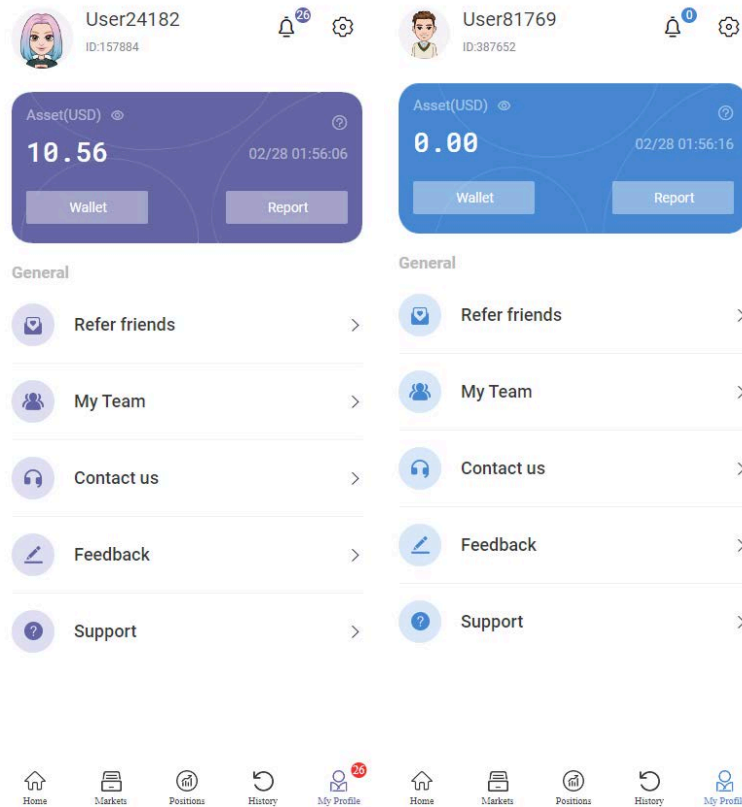 User24182
ID:157884
26
Asset(USD)
10.56
02/28 01:56:06
Wallet
Report
General
Refer friends
My Team
Contact us
Feedback
Support
Home
Markets
Positions
History
26
My Profile
User81769
ID:387652
0
Asset(USD)
0.00
02/28 01:56:16
Wallet
Report
General
Refer friends
My Team
Contact us
Feedback
Support
Home
Markets
Positions
History
My Profil